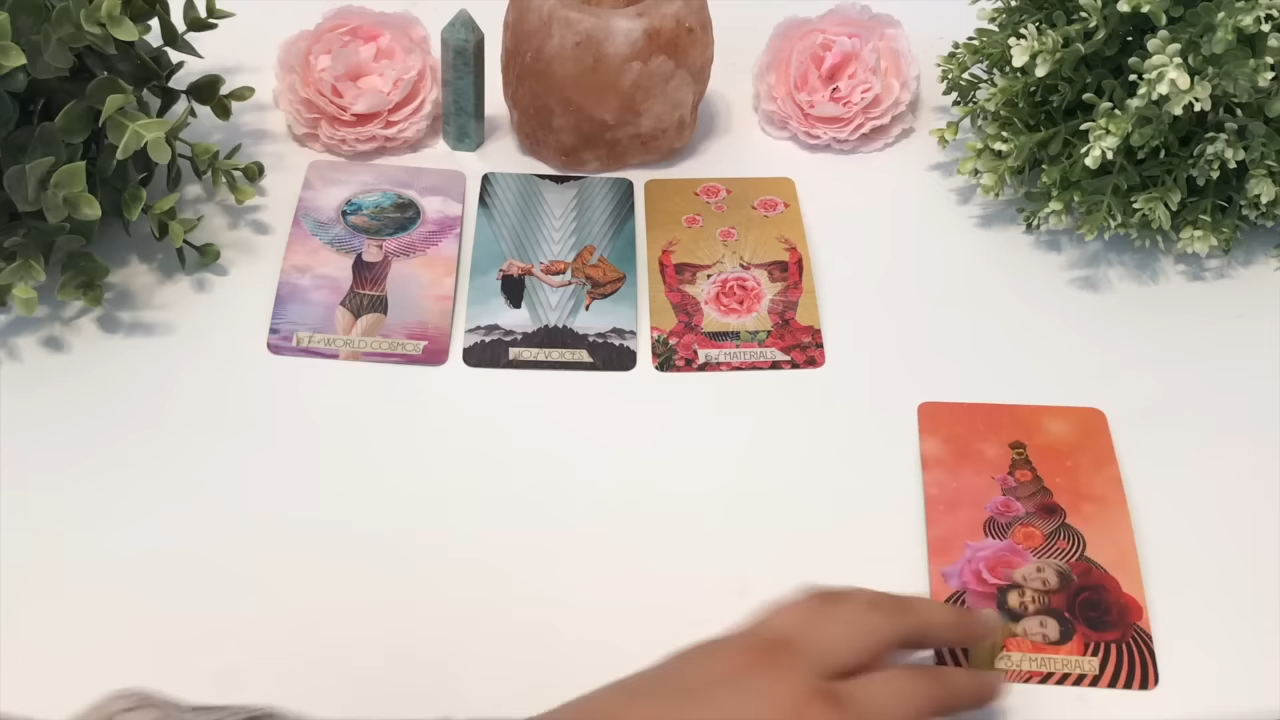 The WORLD COSMOS
10 of VOICES
6 of MATERIALS
3 of MATERIALS